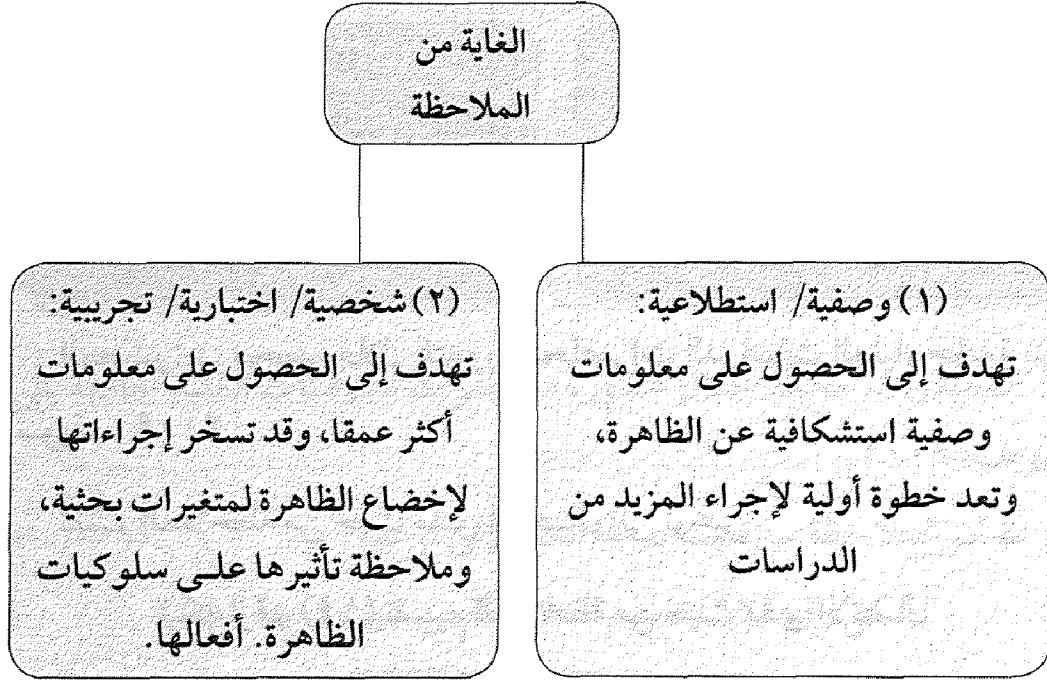 الغاية من
الملاحظة
(١) وصفية/ استطلاعية:
تهدف إلى الحصول على معلومات
وصفية استشكافية عن الظاهرة،
وتعد خطوة أولية لإجراء المزيد من
الدراسات
(٢) شخصية/ اختبارية/ تجريبية:
تهدف إلى الحصول على معلومات
أكثر عمقا، وقد تسخر إجراءاتها
لإخضاع الظاهرة لمتغيرات بحثية،
وملاحظة تأثيرها على سلوكيات
الظاهرة. أفعالها.